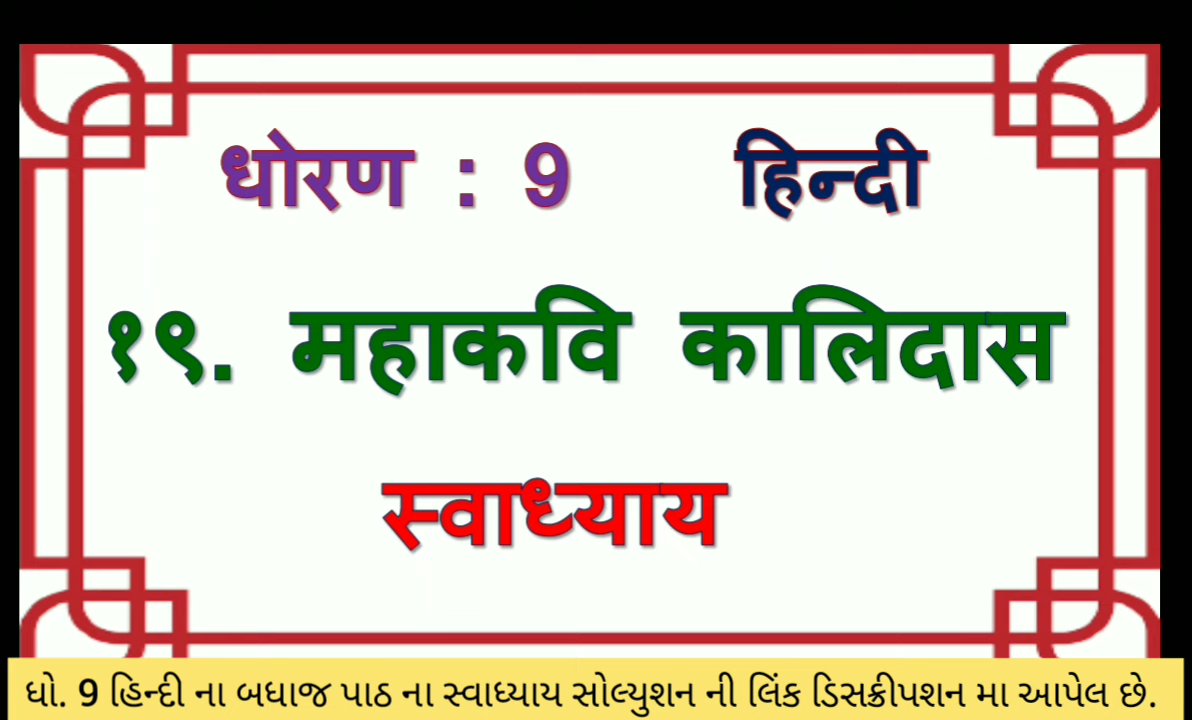 धोरण : 9 हिन्दी
१९. महाकवि कालिदास
स्वाध्याय
ધો. 9 હિન્દી ના બધાજ પાઠ ના સ્વાધ્યાય સોલ્યુશન ની લિંક ડિસક્રીપશન મા આપેલ છે.